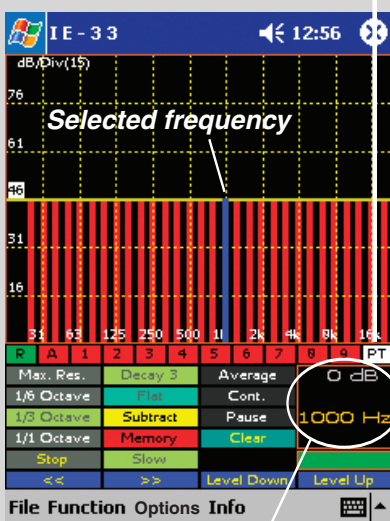 IE-33 12:56
dB/Div(15)
76
Selected frequency
61
46
31
16
31 63 125 250 500 1k 2k 4k 8k 16k
R A 1 2 3 4 5 6 7 8 9 PT
Max. Res. Decay 3 Average 0 dB
1/6 Octave Flat Cont.
1/3 Octave Subtract Pause 1000 Hz
1/1 Octave Memory Clear
Stop Slow
<< >> Level Down Level Up
File Function Options Info